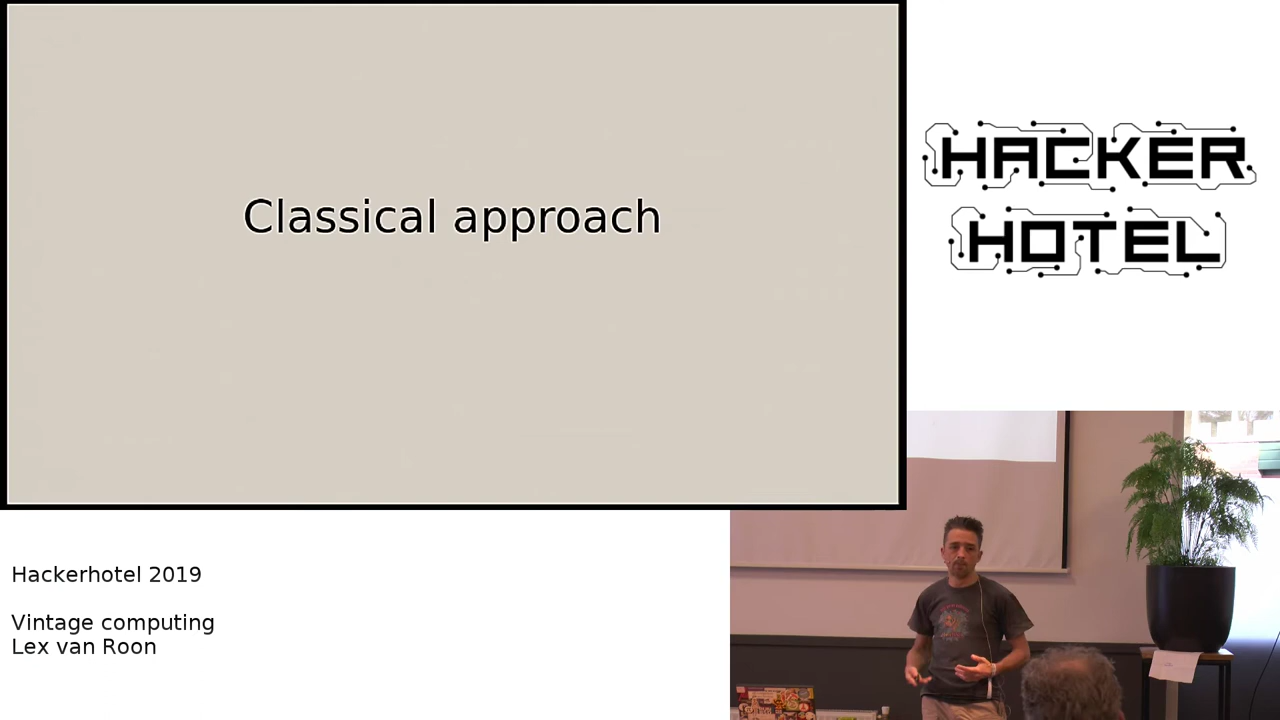 Classical approach
HACKER
HOTEL
Hackerhotel 2019
Vintage computing
Lex van Roon